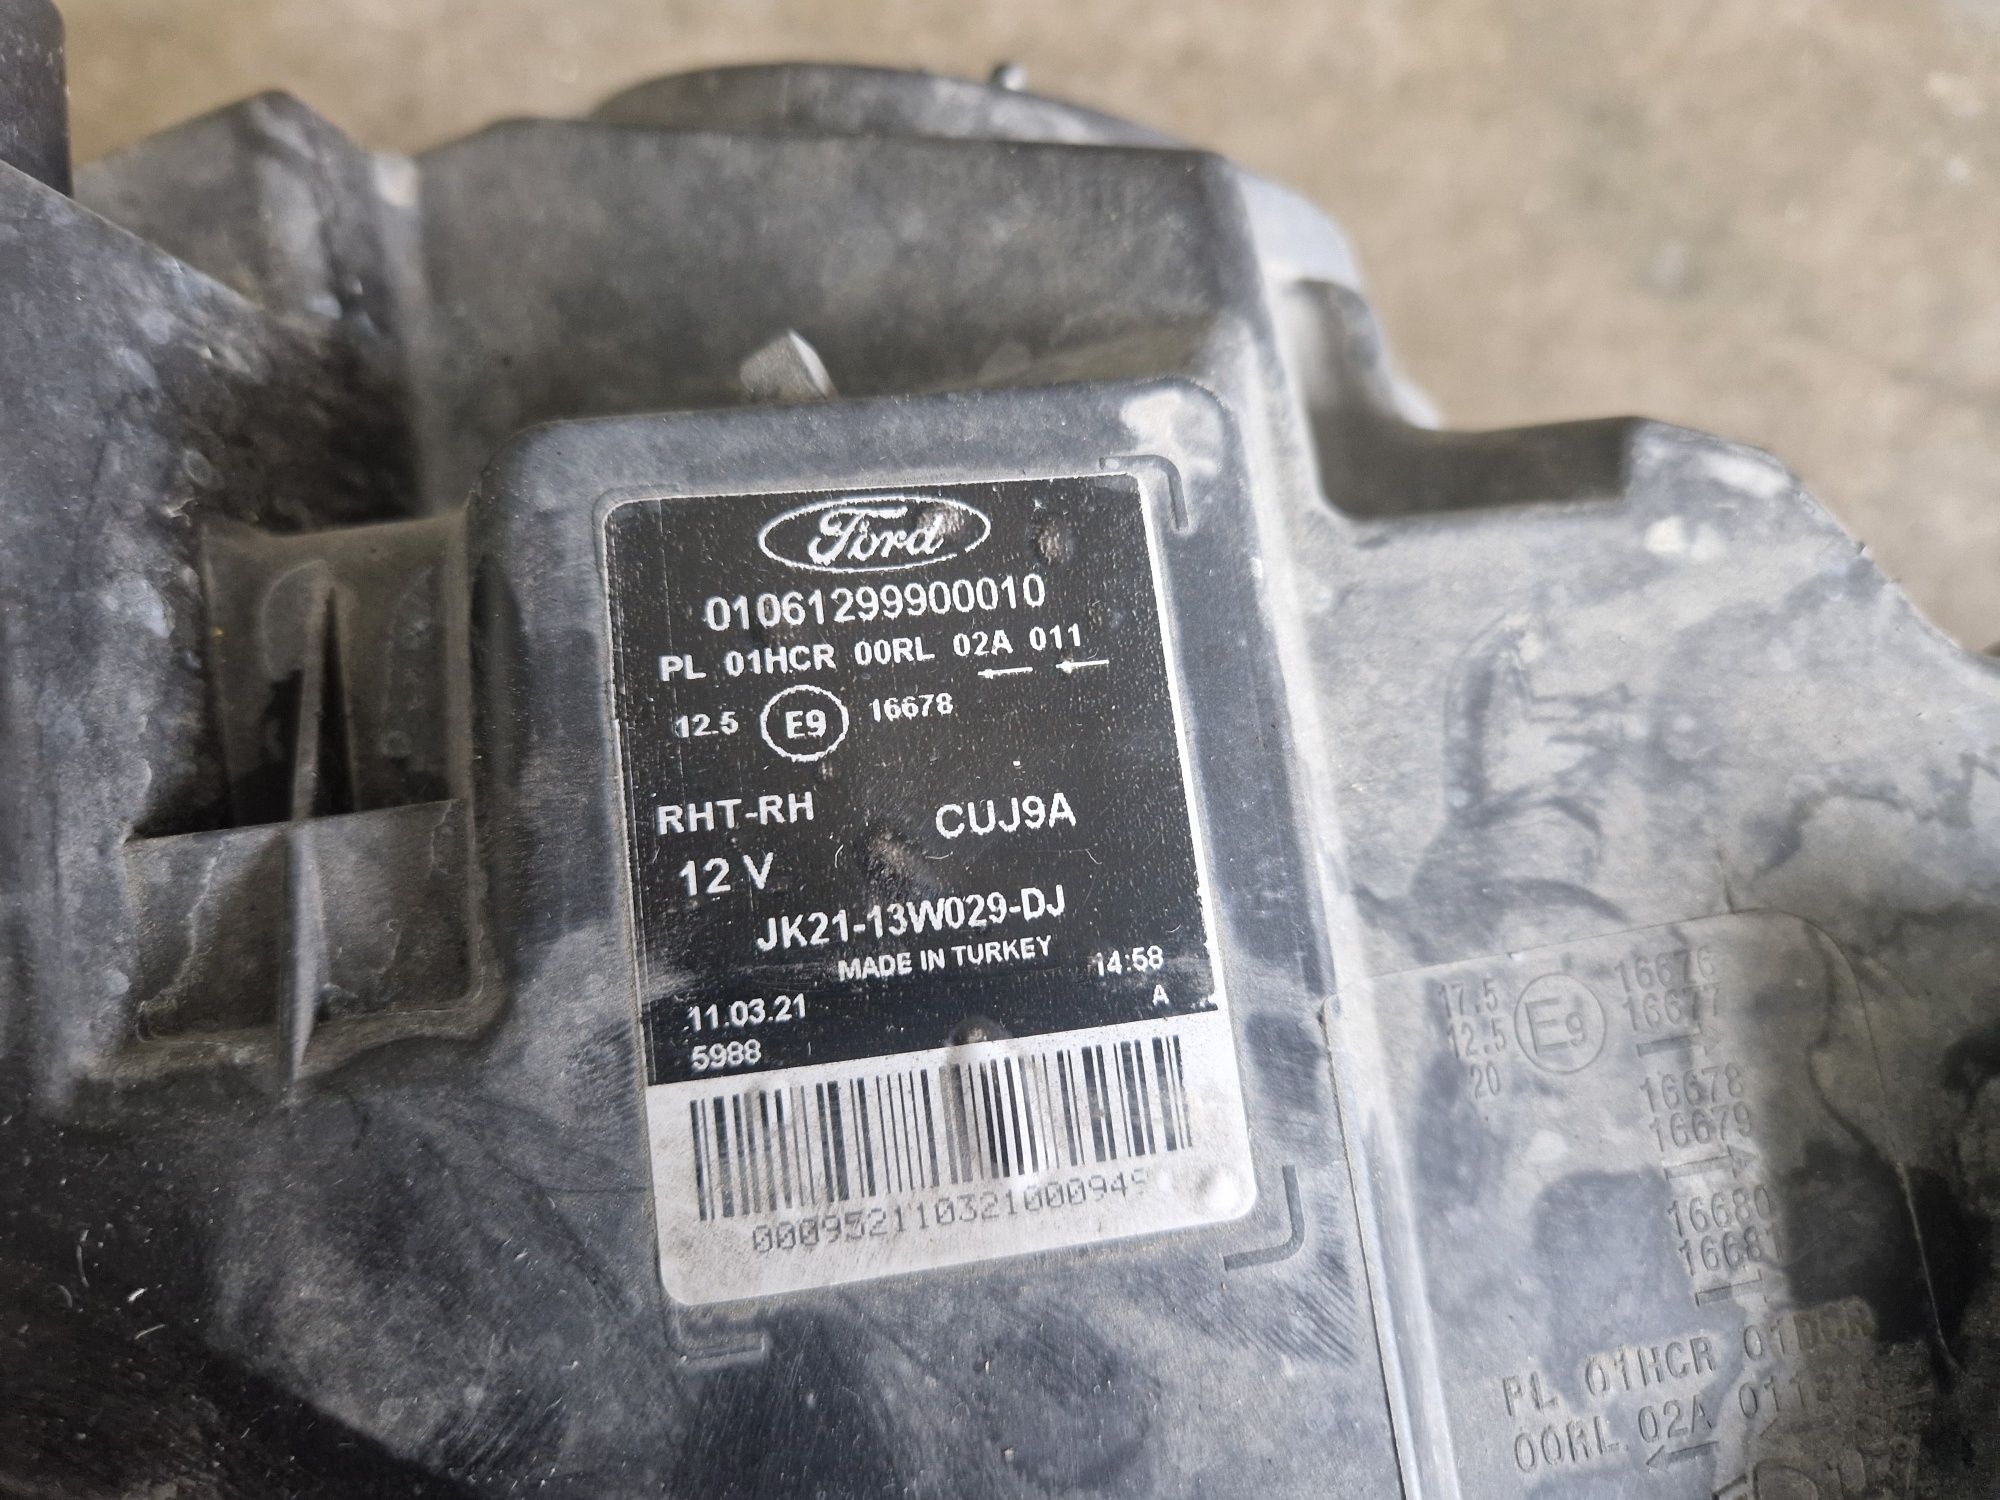 Ford
01061299900010
PL 01HCR 00RL 02A 011
12.5 E9 16678
RHT-RH CUJ9A
12 V
JK21-13W029-DJ
MADE IN TURKEY 14:58
11.03.21 A
5988
17.5 E9 16676
12.5 16677
20
16678
16679
16680
16681
PL 01HCR
00RL 02A